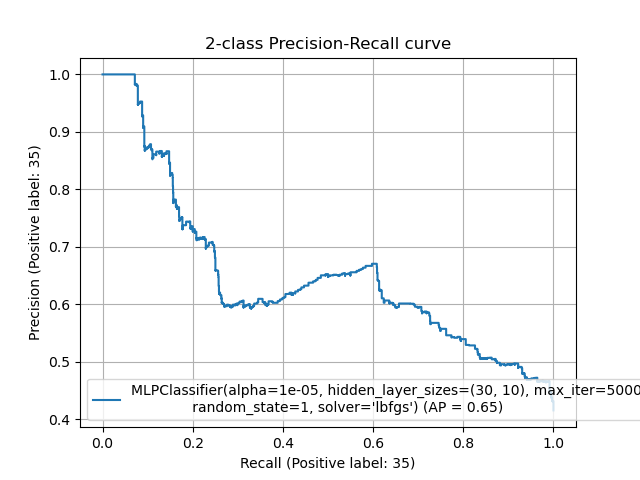 2-class Precision-Recall curve
1.0
0.9
0.8
0.7
0.6
0.5
0.4
Precision (Positive label: 35)
MLPClassifier(alpha=1e-05, hidden_layer_sizes=(30, 10), max_iter=5000
random_state=1, solver='lbfgs') (AP = 0.65)
0.0 0.2 0.4 0.6 0.8 1.0
Recall (Positive label: 35)